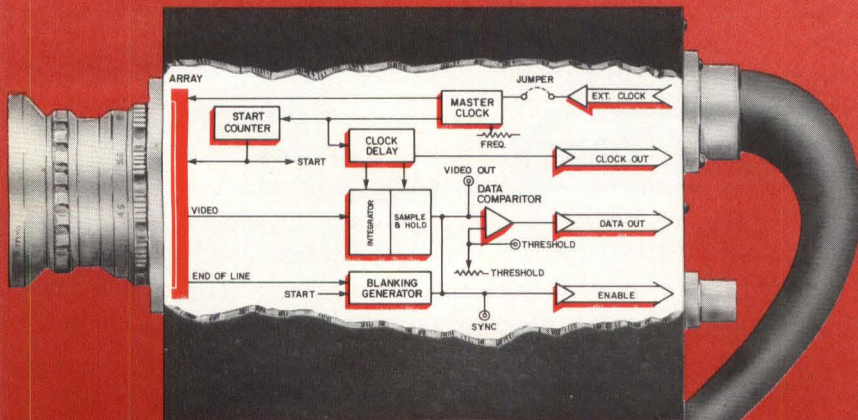 ARRAY
JUMPER
EXT. CLOCK
MASTER
CLOCK
FREQ.
START
COUNTER
CLOCK
DELAY
START
CLOCK OUT
VIDEO OUT
DATA
COMPARITOR
VIDEO
INTEGRATOR
SAMPLE
& HOLD
DATA OUT
THRESHOLD
THRESHOLD
END OF LINE
START
BLANKING
GENERATOR
ENABLE
SYNC